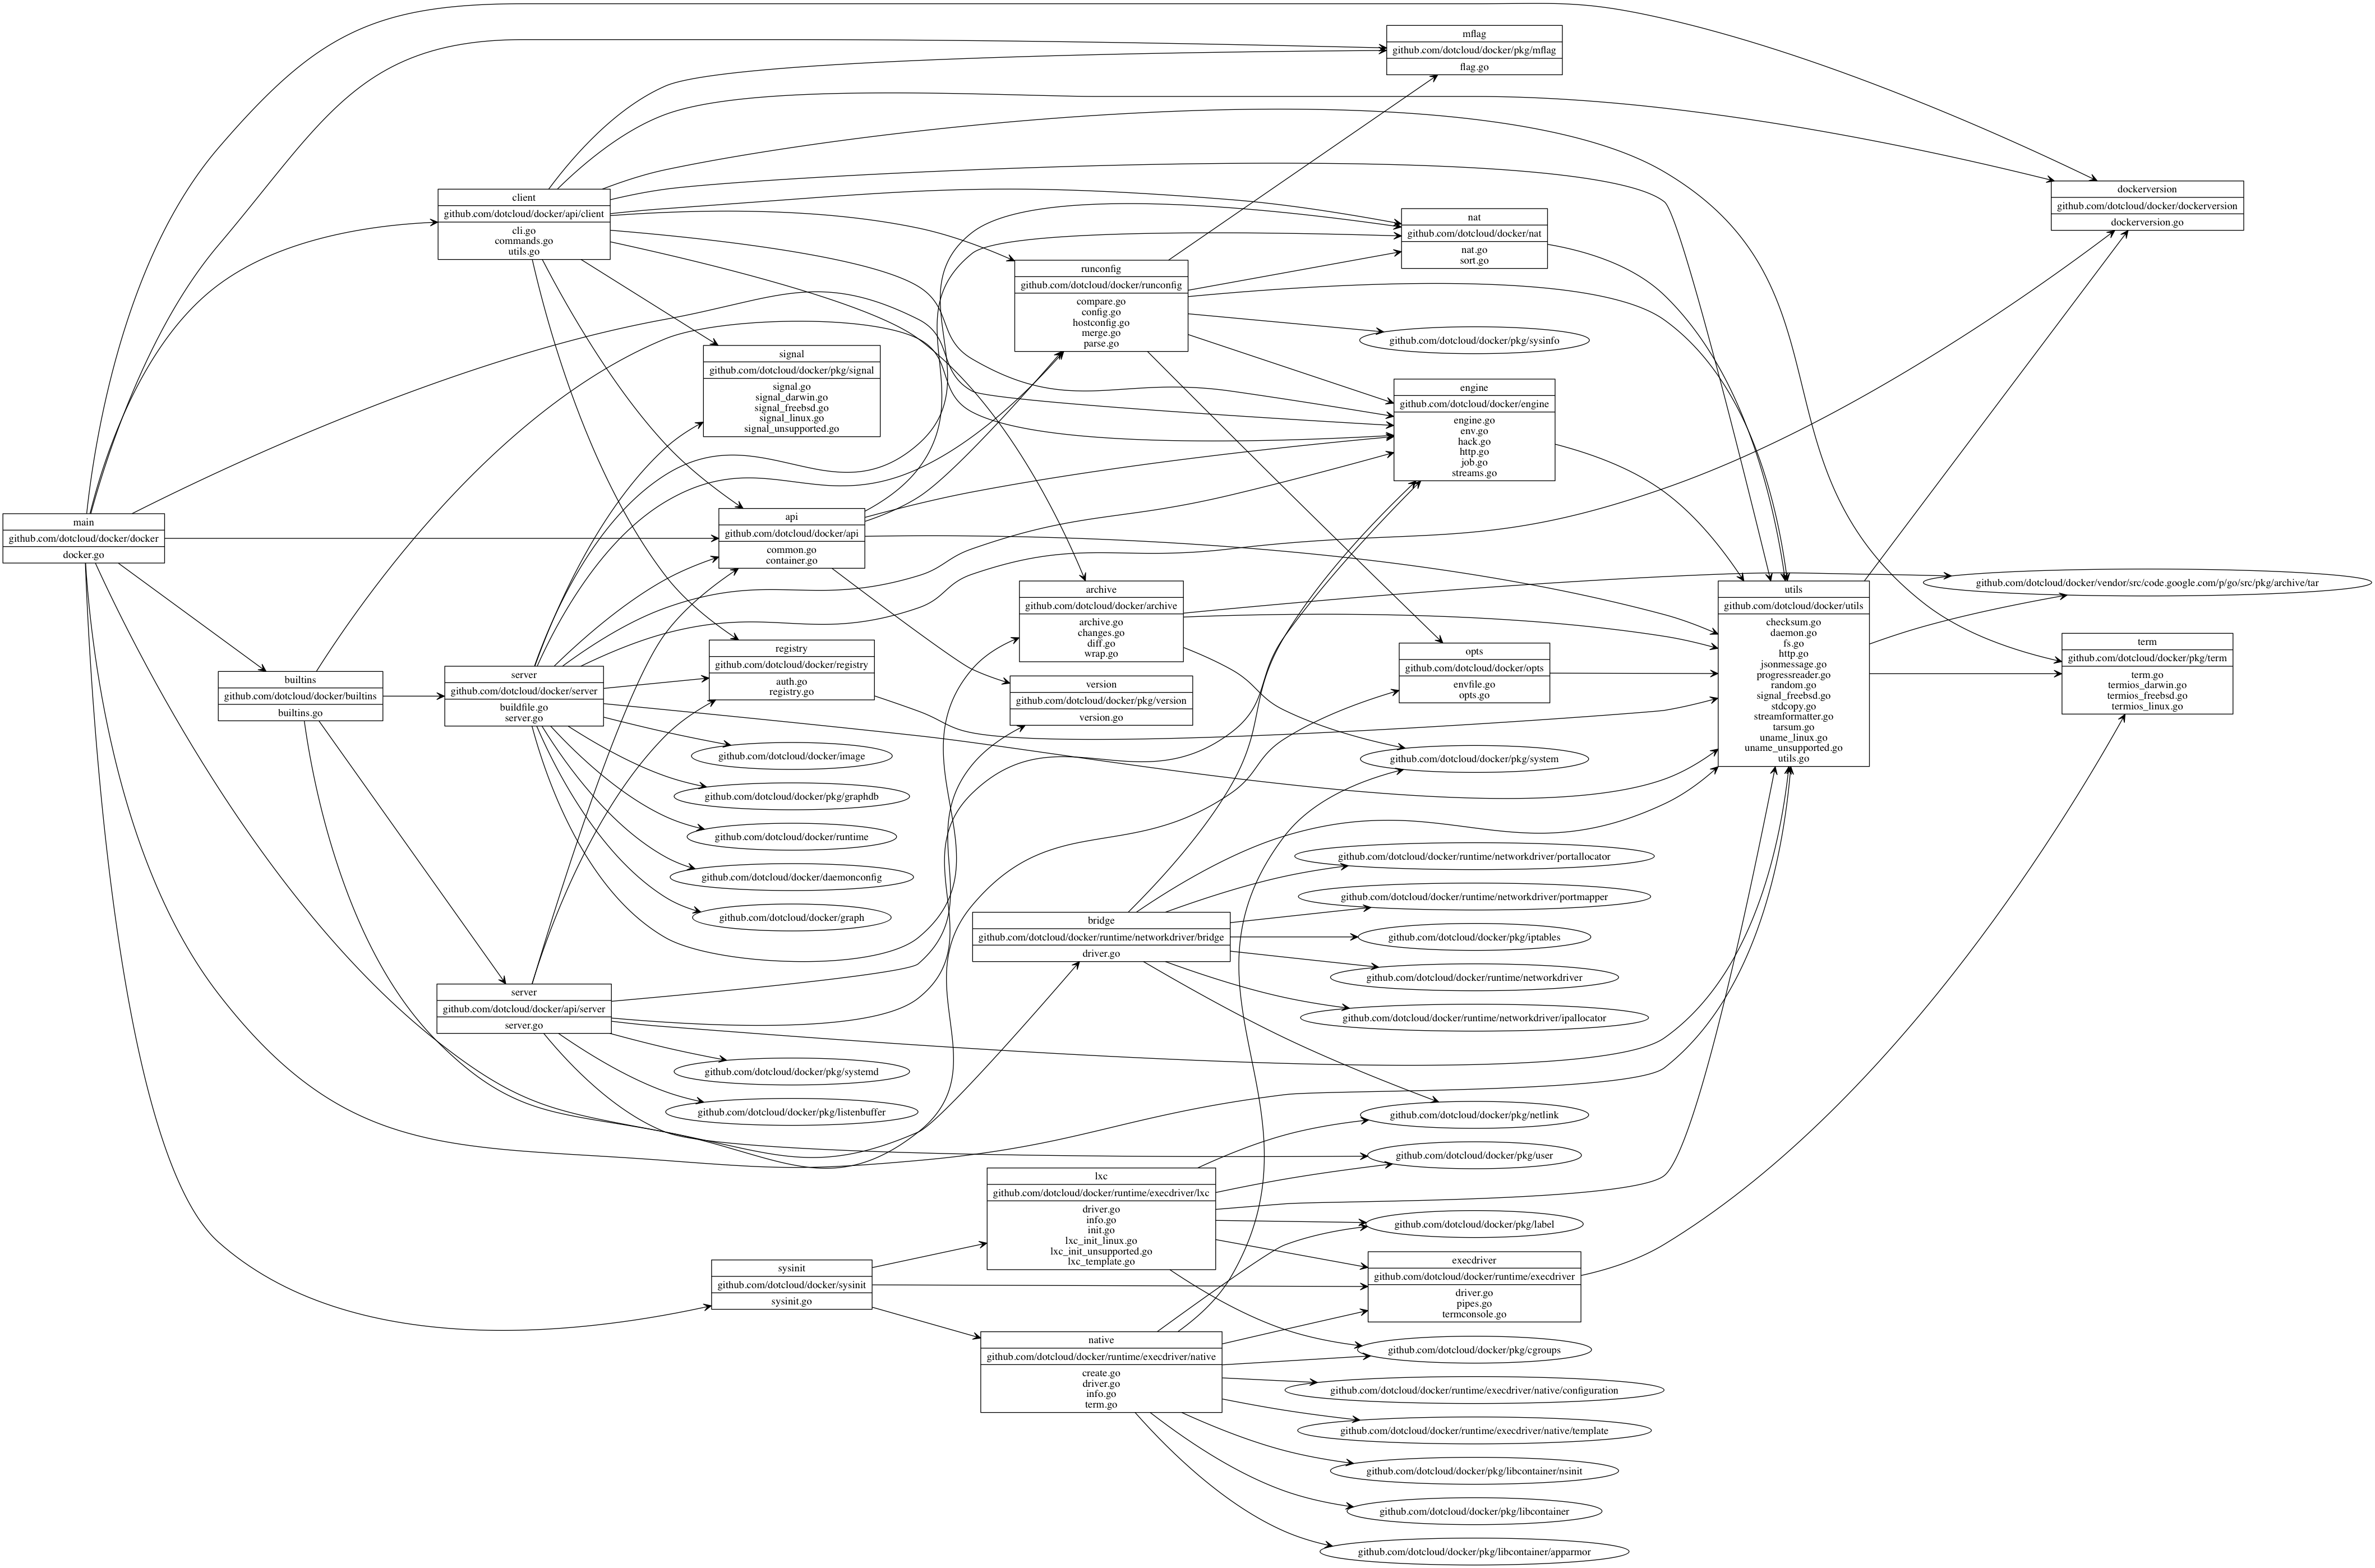 mflag
github.com/dotcloud/docker/pkg/mflag
flag.go
client
github.com/dotcloud/docker/api/client
cli.go
commands.go
utils.go
dockerversion
github.com/dotcloud/docker/dockerversion
dockerversion.go
nat
github.com/dotcloud/docker/nat
nat.go
sort.go
runconfig
github.com/dotcloud/docker/runconfig
compare.go
config.go
hostconfig.go
merge.go
parse.go
github.com/dotcloud/docker/pkg/sysinfo
signal
github.com/dotcloud/docker/pkg/signal
signal.go
signal_darwin.go
signal_freebsd.go
signal_linux.go
signal_unsupported.go
engine
github.com/dotcloud/docker/engine
engine.go
env.go
hack.go
http.go
job.go
streams.go
main
github.com/dotcloud/docker/docker
docker.go
api
github.com/dotcloud/docker/api
common.go
container.go
archive
github.com/dotcloud/docker/archive
archive.go
changes.go
diff.go
wrap.go
utils
github.com/dotcloud/docker/utils
checksum.go
daemon.go
fs.go
http.go
jsonmessage.go
progressreader.go
random.go
signal_freebsd.go
stdcopy.go
streamformatter.go
tarsum.go
uname_linux.go
uname_unsupported.go
utils.go
github.com/dotcloud/docker/vendor/src/code.google.com/p/go/src/pkg/archive/tar
term
github.com/dotcloud/docker/pkg/term
term.go
termios_darwin.go
termios_freebsd.go
termios_linux.go
builtins
github.com/dotcloud/docker/builtins
builtins.go
server
github.com/dotcloud/docker/server
buildfile.go
server.go
registry
github.com/dotcloud/docker/registry
auth.go
registry.go
version
github.com/dotcloud/docker/pkg/version
version.go
opts
github.com/dotcloud/docker/opts
envfile.go
opts.go
github.com/dotcloud/docker/image
github.com/dotcloud/docker/pkg/system
github.com/dotcloud/docker/pkg/graphdb
github.com/dotcloud/docker/runtime
github.com/dotcloud/docker/daemonconfig
github.com/dotcloud/docker/graph
github.com/dotcloud/docker/runtime/networkdriver/portallocator
github.com/dotcloud/docker/runtime/networkdriver/portmapper
bridge
github.com/dotcloud/docker/runtime/networkdriver/bridge
driver.go
github.com/dotcloud/docker/pkg/iptables
github.com/dotcloud/docker/runtime/networkdriver
github.com/dotcloud/docker/runtime/networkdriver/ipallocator
server
github.com/dotcloud/docker/api/server
server.go
github.com/dotcloud/docker/pkg/systemd
github.com/dotcloud/docker/pkg/listenbuffer
github.com/dotcloud/docker/pkg/netlink
github.com/dotcloud/docker/pkg/user
lxc
github.com/dotcloud/docker/runtime/execdriver/lxc
driver.go
info.go
init.go
lxc_init_linux.go
lxc_init_unsupported.go
lxc_template.go
github.com/dotcloud/docker/pkg/label
sysinit
github.com/dotcloud/docker/sysinit
sysinit.go
execdriver
github.com/dotcloud/docker/runtime/execdriver
driver.go
pipes.go
termconsole.go
native
github.com/dotcloud/docker/runtime/execdriver/native
create.go
driver.go
info.go
term.go
github.com/dotcloud/docker/pkg/cgroups
github.com/dotcloud/docker/runtime/execdriver/native/configuration
github.com/dotcloud/docker/runtime/execdriver/native/template
github.com/dotcloud/docker/pkg/libcontainer/nsinit
github.com/dotcloud/docker/pkg/libcontainer
github.com/dotcloud/docker/pkg/libcontainer/apparmor